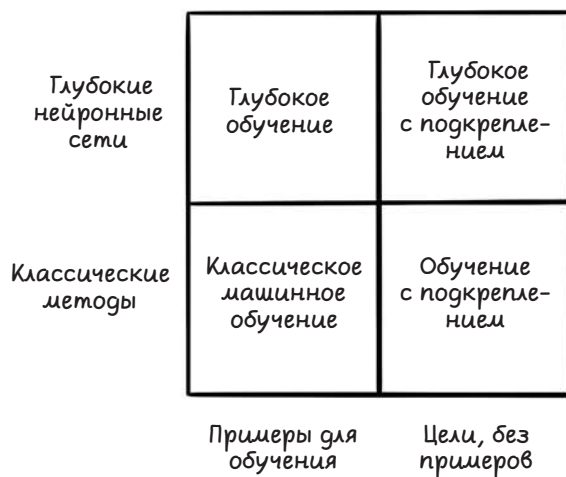 Глубокие
нейронные
сети
Глубокое
обучение
Глубокое
обучение
с подкрепле-
нием
Классические
методы
Классическое
машинное
обучение
Обучение
с подкрепле-
нием
Примеры для
обучения
Цели, без
примеров